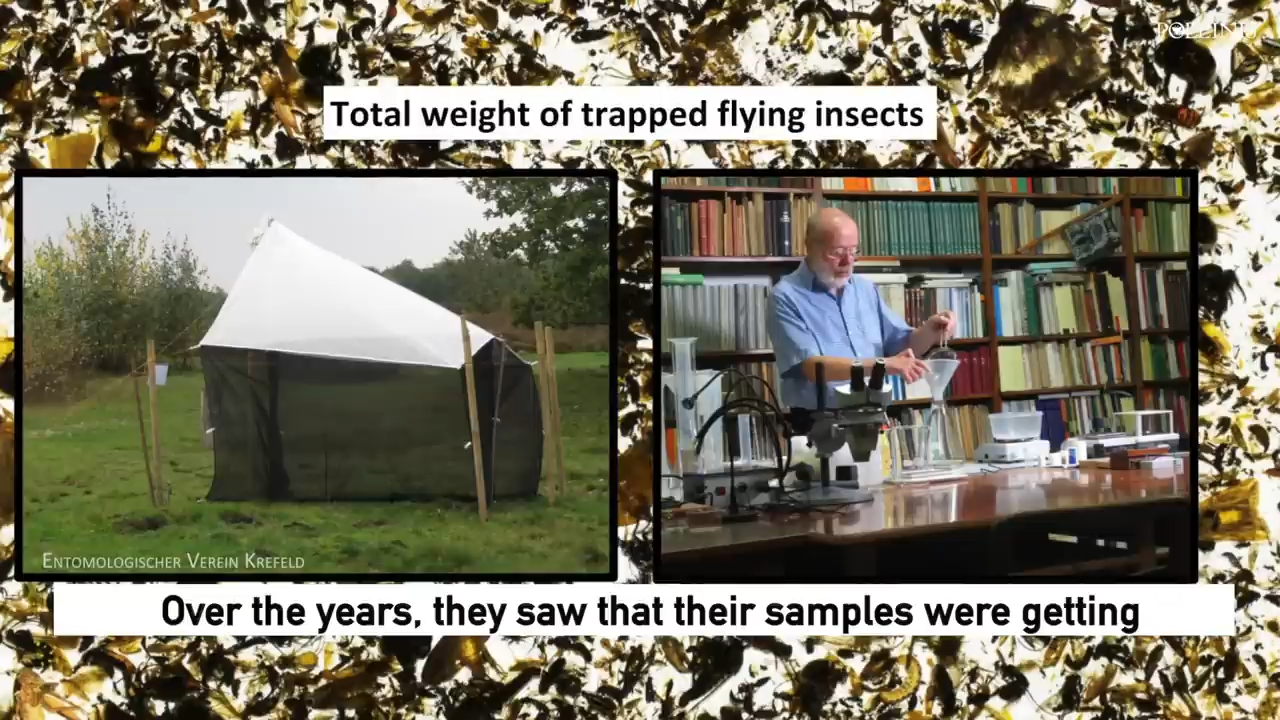 Total weight of trapped flying insects
ENTOMOLOGISCHER VEREIN KREFELD
Over the years, they saw that their samples were getting